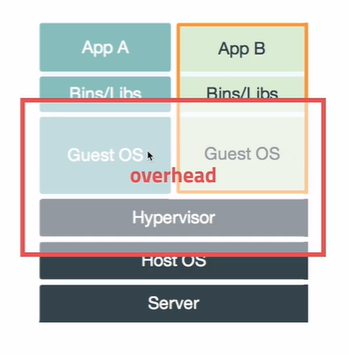 App A
App B
Bins/Libs
Bins/Libs
Guest OS
Guest OS
overhead
Hypervisor
Host OS
Server